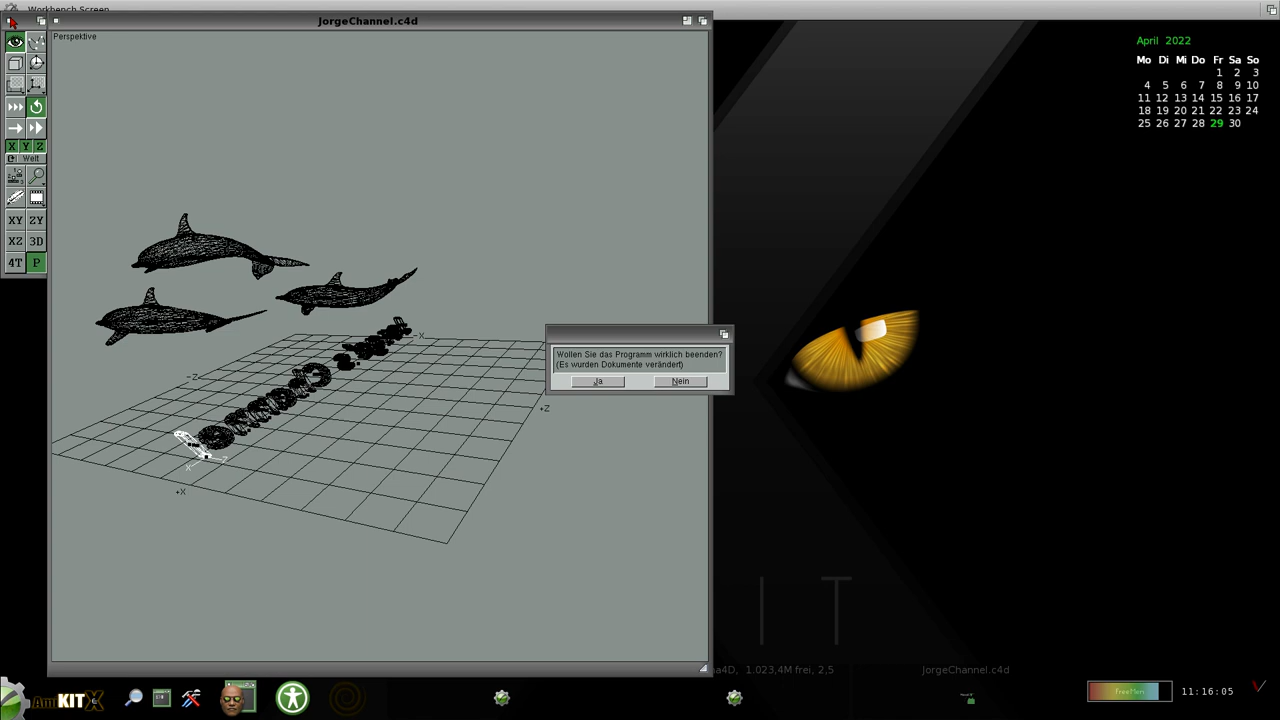 Workbench Screen
JorgeChannel.c4d
Perspektive
X Y Z
Welt
XY ZY
XZ 3D
4T P
-X
-Z
+Z
X
Z
+X
Wollen Sie das Programm wirklich beenden?
(Es wurden Dokumente verändert)
Ja Nein
April 2022
Mo Di Mi Do Fr Sa So
1 2 3
4 5 6 7 8 9 10
11 12 13 14 15 16 17
18 19 20 21 22 23 24
25 26 27 28 29 30
IT
a4D, 1.023,4M frei, 2,5
JorgeChannel.c4d
AmiKIT X
freeMem
11:16:05